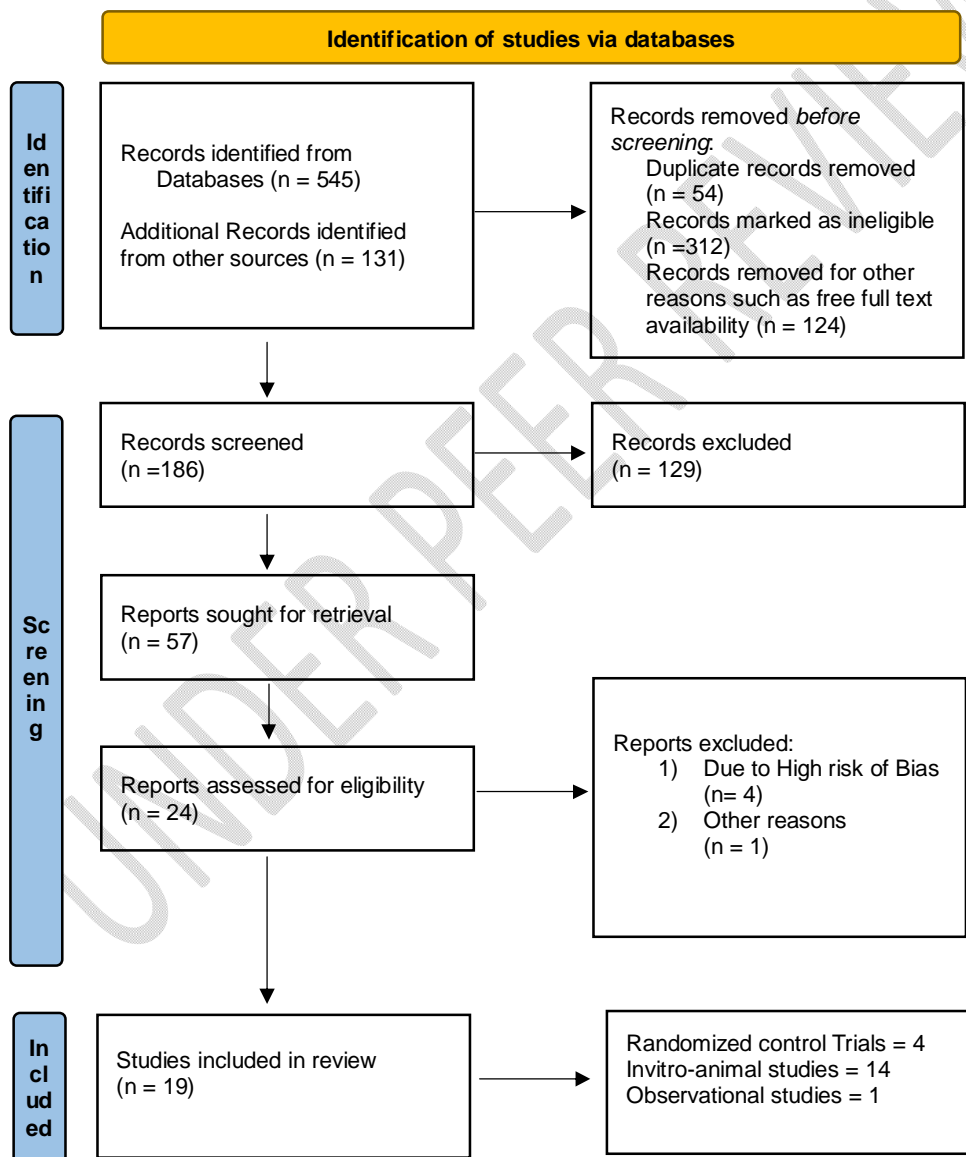 Identification of studies via databases
Id
en
tifi
ca
tio
n
Records identified from
Databases (n = 545)
Additional Records identified
from other sources (n = 131)
Records removed before
screening:
Duplicate records removed
(n = 54)
Records marked as ineligible
(n =312)
Records removed for other
reasons such as free full text
availability (n = 124)
Sc
re
en
in
g
Records screened
(n =186)
Records excluded
(n = 129)
Reports sought for retrieval
(n = 57)
Reports assessed for eligibility
(n = 24)
Reports excluded:
1) Due to High risk of Bias
(n= 4)
2) Other reasons
(n = 1)
In
cl
ud
ed
Studies included in review
(n = 19)
Randomized control Trials = 4
Invitro-animal studies = 14
Observational studies = 1
UNDER PEER REVIEW